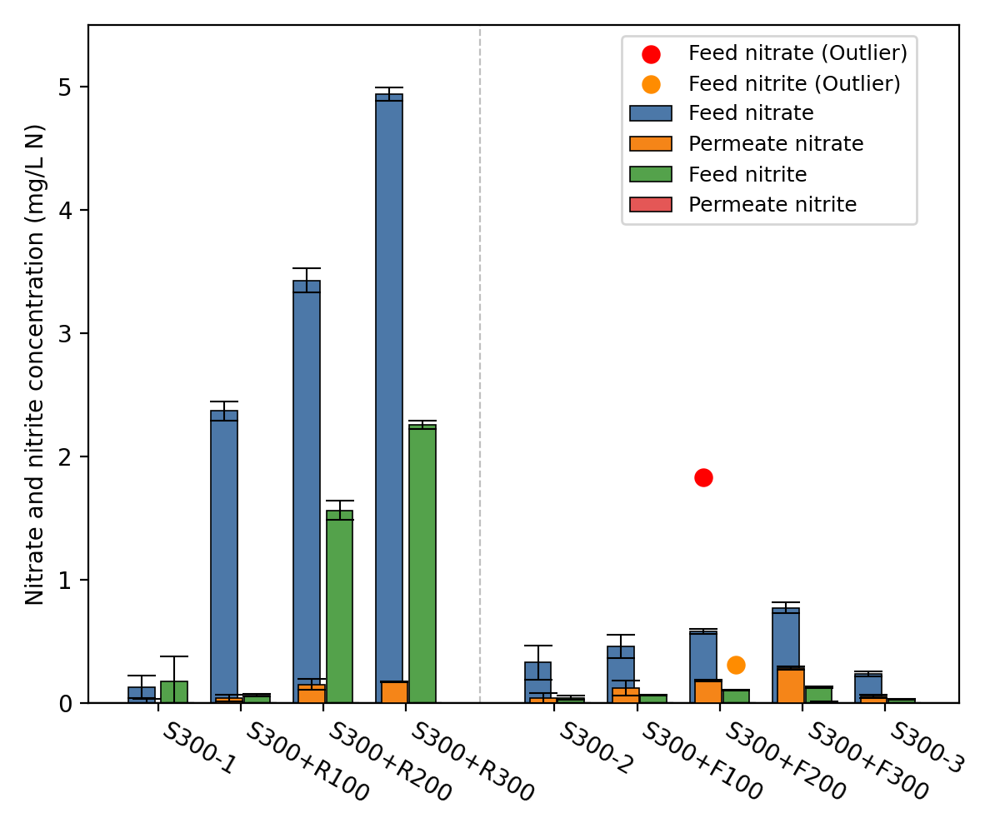 Nitrate and nitrite concentration (mg/L N)
5
4
3
2
1
0
Feed nitrate (Outlier)
Feed nitrite (Outlier)
Feed nitrate
Permeate nitrate
Feed nitrite
Permeate nitrite
S300-1
S300+R100
S300+R200
S300+R300
S300-2
S300+F100
S300+F200
S300+F300
S300-3